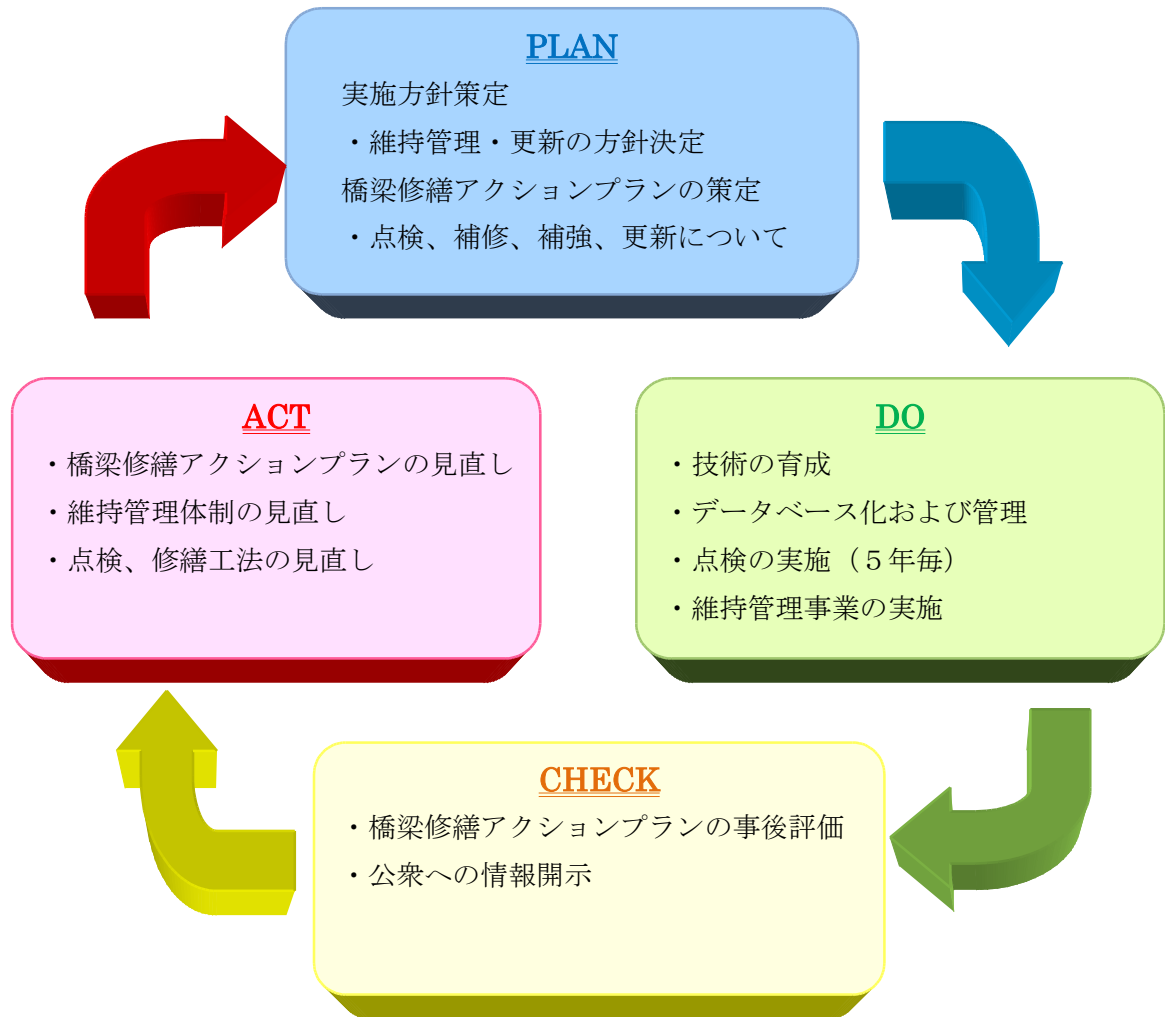 PLAN
実施方針策定
・維持管理・更新の方針決定
橋梁修繕アクションプランの策定
・点検、補修、補強、更新について
DO
・技術の育成
・データベース化および管理
・点検の実施（５年毎）
・維持管理事業の実施
CHECK
・橋梁修繕アクションプランの事後評価
・公衆への情報開示
ACT
・橋梁修繕アクションプランの見直し
・維持管理体制の見直し
・点検、修繕工法の見直し